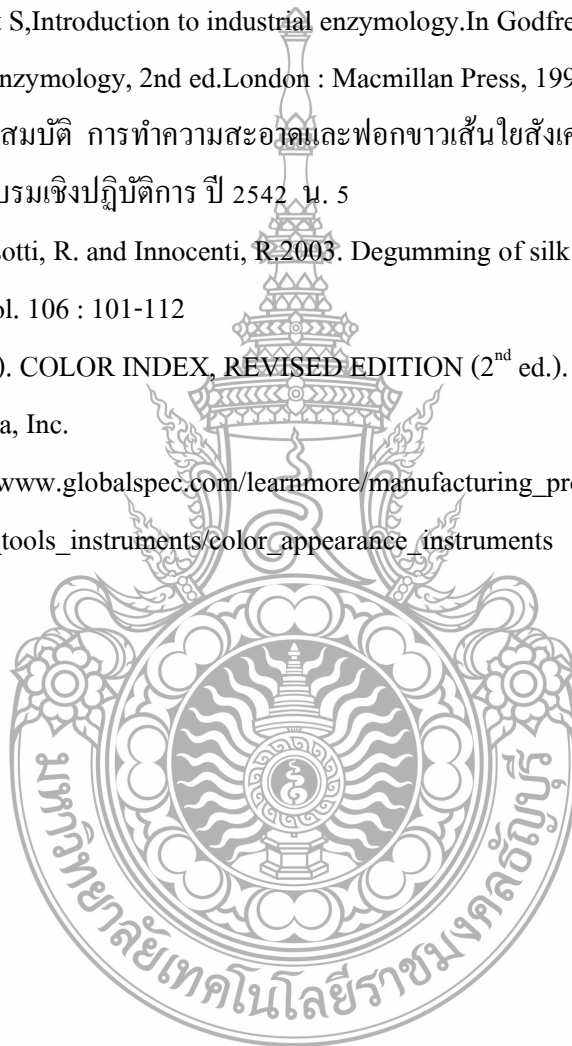 t S,Introduction to industrial enzymology.In Godfre
nzymology, 2nd ed.London : Macmillan Press, 199
สมบัติ การทำความสะอาดและฟอกขาวเส้นใยสังเค
บรมเชิงปฏิบัติการ ปี 2542 น. 5
otti, R. and Innocenti, R.2003. Degumming of silk
ol. 106 : 101-112
). COLOR INDEX, REVISED EDITION (2nd ed.).
a, Inc.
www.globalspec.com/learnmore/manufacturing_pro
_tools_instruments/color_appearance_instruments
มหาวิทยาลัยเทคโนโลยีราชมงคลธัญบุรี